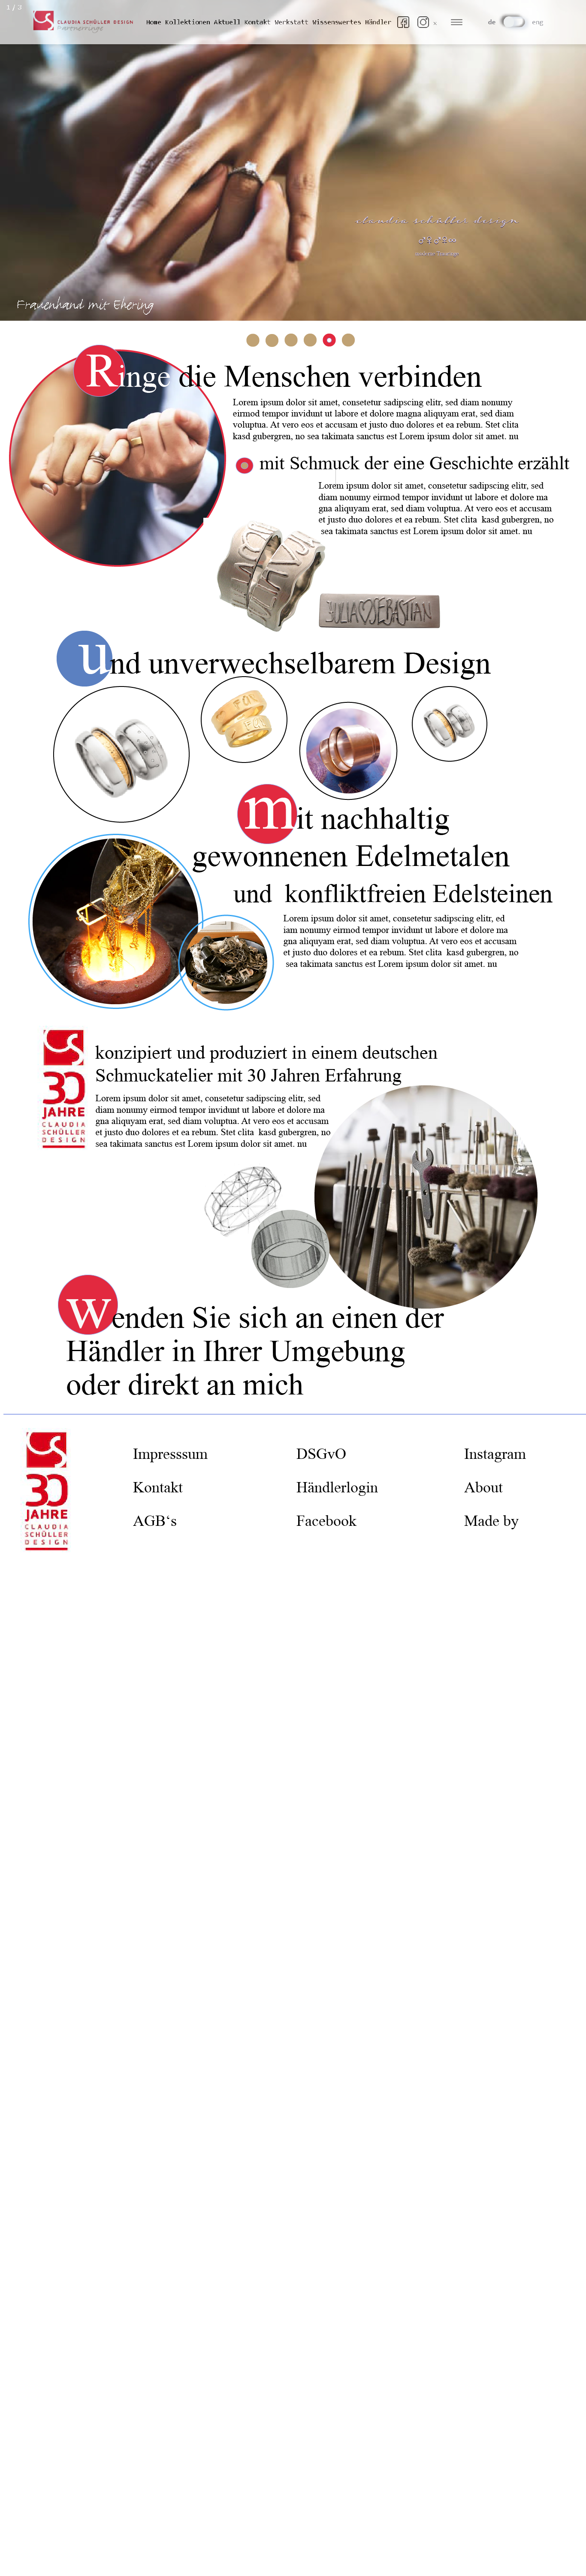 1 / 3
CLAUDIA SCHÜLLER DESIGN
Home Kollektionen Aktuell Kontakt Werkstatt Wissenswertes Händler
x
de eng
claudia schüller design
Frauenhand mit Ehering
Ringe die Menschen verbinden
Lorem ipsum dolor sit amet, consetetur sadipscing elitr, sed diam nonumy
eirmod tempor invidunt ut labore et dolore magna aliquyam erat, sed diam
voluptua. At vero eos et accusam et justo duo dolores et ea rebum. Stet clita
kasd gubergren, no sea takimata sanctus est Lorem ipsum dolor sit amet. nu
mit Schmuck der eine Geschichte erzählt
Lorem ipsum dolor sit amet, consetetur sadipscing elitr, sed
diam nonumy eirmod tempor invidunt ut labore et dolore ma
gna aliquyam erat, sed diam voluptua. At vero eos et accusam
et justo duo dolores et ea rebum. Stet clita kasd gubergren, no
sea takimata sanctus est Lorem ipsum dolor sit amet. nu
JULIA♡SEBASTIAN
und unverwechselbarem Design
mit nachhaltig
gewonnenen Edelmetalen
und konfliktfreien Edelsteinen
Lorem ipsum dolor sit amet, consetetur sadipscing elitr, ed
iam nonumy eirmod tempor invidunt ut labore et dolore ma
gna aliquyam erat, sed diam voluptua. At vero eos et accusam
et justo duo dolores et ea rebum. Stet clita kasd gubergren, no
sea takimata sanctus est Lorem ipsum dolor sit amet. nu
30
JAHRE
CLAUDIA
SCHÜLLER
DESIGN
konzipiert und produziert in einem deutschen
Schmuckatelier mit 30 Jahren Erfahrung
Lorem ipsum dolor sit amet, consetetur sadipscing elitr, sed
diam nonumy eirmod tempor invidunt ut labore et dolore ma
gna aliquyam erat, sed diam voluptua. At vero eos et accusam
et justo duo dolores et ea rebum. Stet clita kasd gubergren, no
sea takimata sanctus est Lorem ipsum dolor sit amet. nu
wenden Sie sich an einen der
Händler in Ihrer Umgebung
oder direkt an mich
30
JAHRE
CLAUDIA
SCHÜLLER
DESIGN
Impresssum DSGvO Instagram
Kontakt Händlerlogin About
AGB‘s Facebook Made by